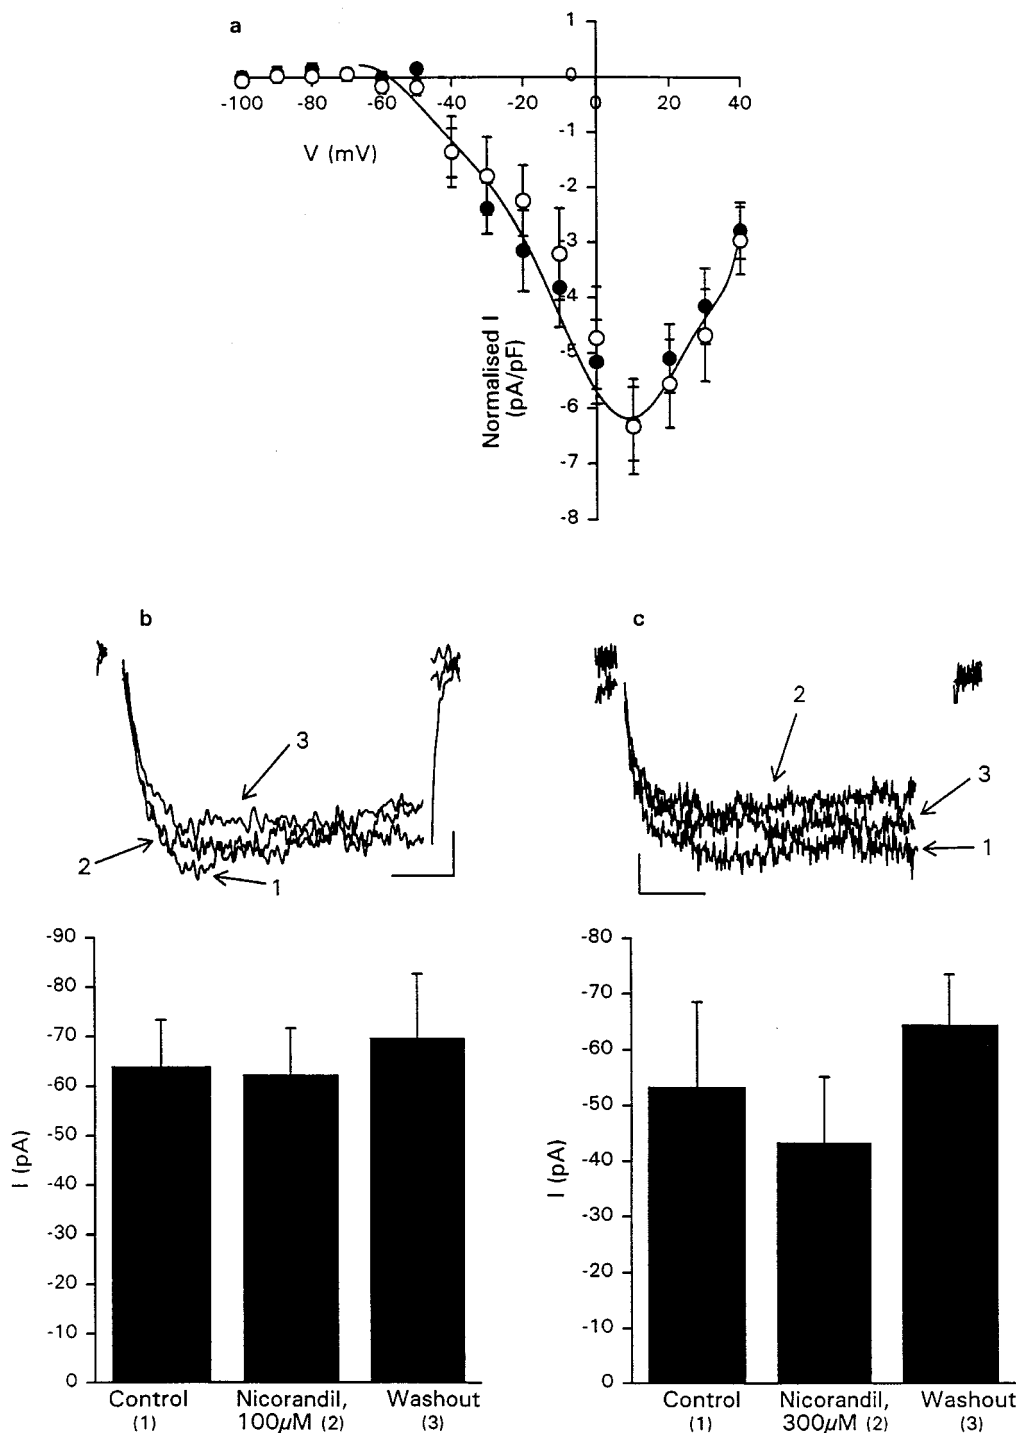 a
1
0
-100
-80
-60
-40
-20
0
20
40
V (mV)
-1
-2
-3
-4
-5
-6
-7
-8
Normalised I
(pA/pF)
b
3
2
1
c
2
3
1
-90
-80
-70
-60
-50
-40
-30
-20
-10
0
I (pA)
Control
(1)
Nicorandil,
100μM (2)
Washout
(3)
-80
-70
-60
-50
-40
-30
-20
-10
0
I (pA)
Control
(1)
Nicorandil,
300μM (2)
Washout
(3)